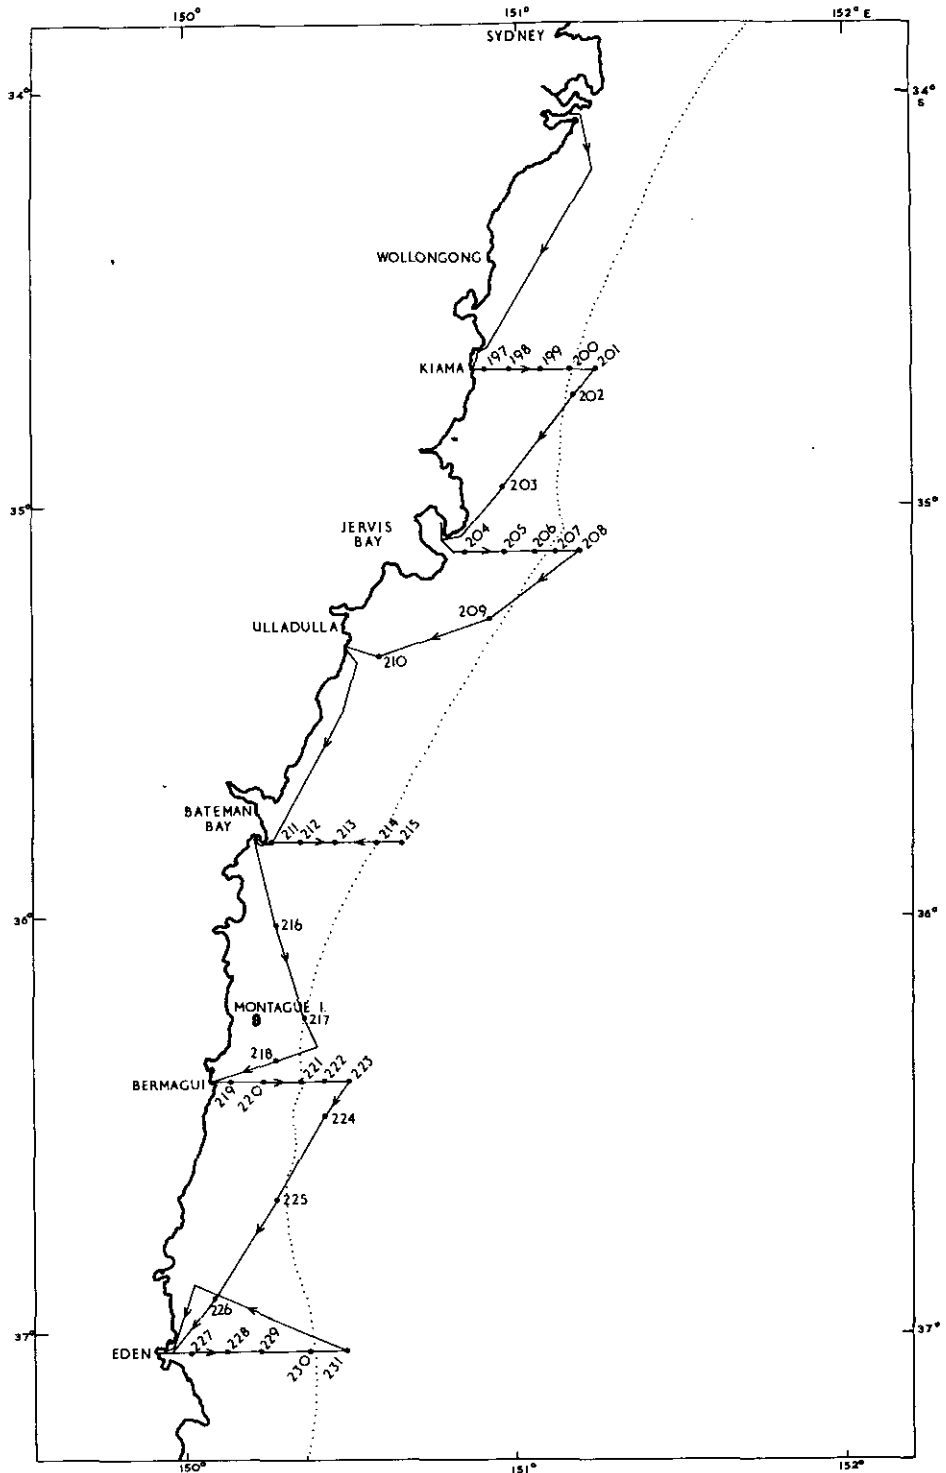 150° 151° 152° E
SYDNEY
34° 34°
S
WOLLONGONG
197 198 199 200 201
KIAMA
202
203
35° 35°
JERVIS
BAY
204 205 206 207 208
209
ULLADULLA
210
BATEMAN
BAY
211 212 213 214 215
36° 36°
216
MONTAGUE I.
217
218
221 222 223
BERMAGUI
219 220
224
225
226
37° 37°
227 228 229
EDEN
230 231
150° 151° 152°